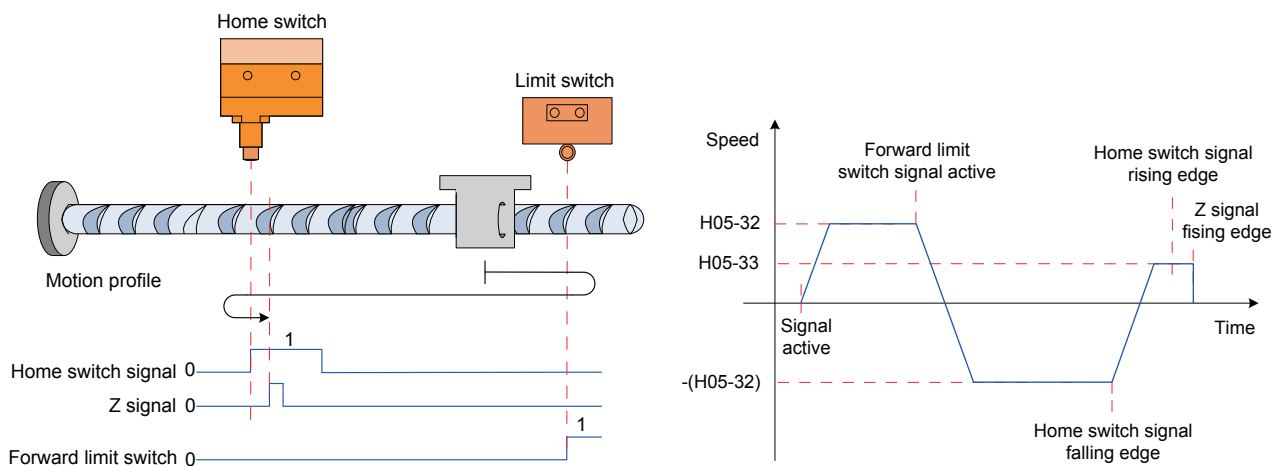 Home switch
Limit switch
Motion profile
1
Home switch signal 0
Z signal 0
1
Forward limit switch 0
Speed
Forward limit
switch signal active
Home switch signal
rising edge
Z signal
fising edge
H05-32
H05-33
Signal
active
Time
-(H05-32)
Home switch signal
falling edge